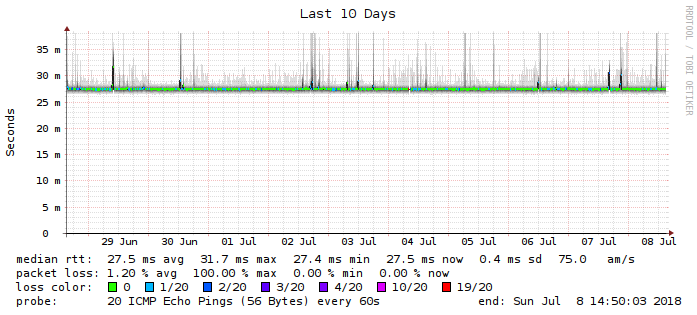 Last 10 Days
RRDTOOL / TOBI OETIKER
Seconds
35 m
30 m
25 m
20 m
15 m
10 m
5 m
0
29 Jun 30 Jun 01 Jul 02 Jul 03 Jul 04 Jul 05 Jul 06 Jul 07 Jul 08 Jul
median rtt: 27.5 ms avg 31.7 ms max 27.4 ms min 27.5 ms now 0.4 ms sd 75.0 am/s
packet loss: 1.20 % avg 100.00 % max 0.00 % min 0.00 % now
loss color: 0 1/20 2/20 3/20 4/20 10/20 19/20
probe: 20 ICMP Echo Pings (56 Bytes) every 60s end: Sun Jul 8 14:50:03 2018